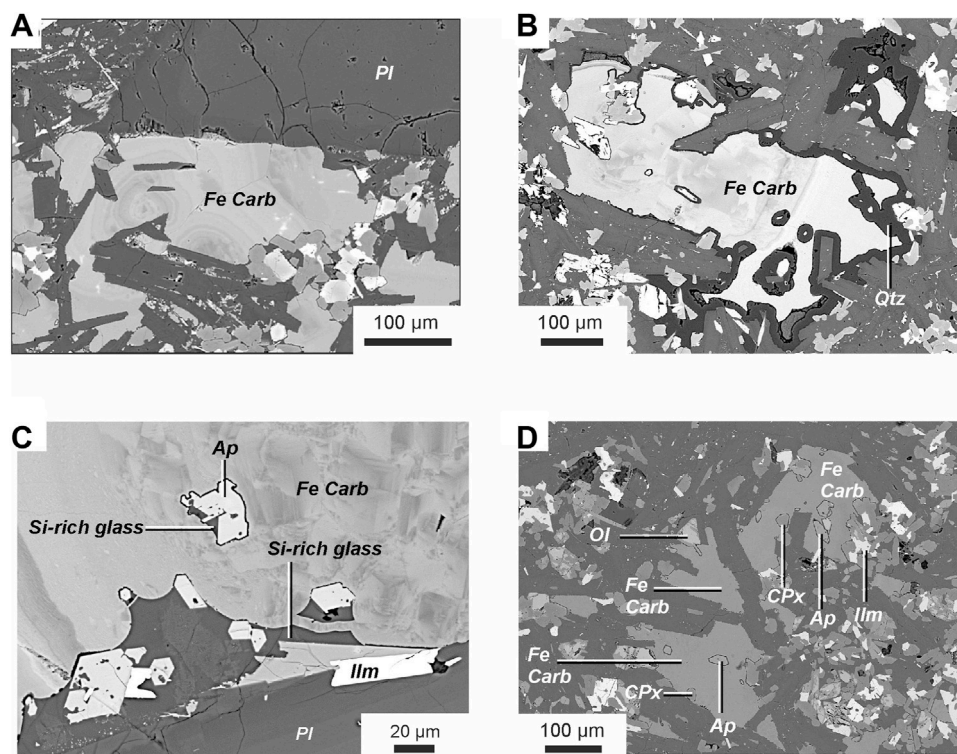 A
Pl
Fe Carb
100 µm
B
Fe Carb
Qtz
100 µm
C
Ap
Fe Carb
Si-rich glass
Si-rich glass
Ilm
Pl
20 µm
D
Fe
Carb
Ol
CPx
Ap
Ilm
Fe
Carb
Fe
Carb
CPx
Ap
100 µm